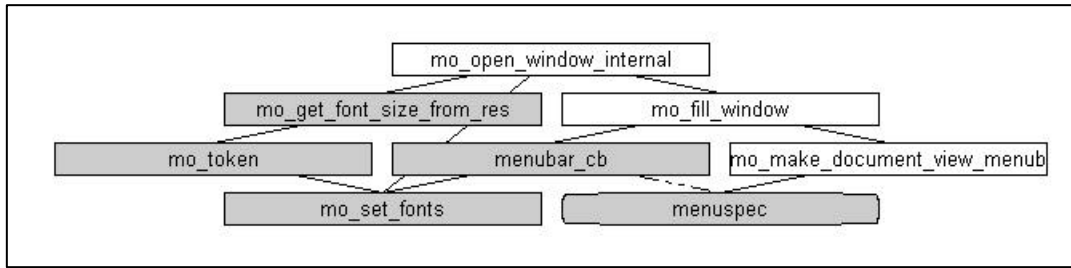 mo_open_window_internal
mo_get_font_size_from_res
mo_fill_window
mo_token
menubar_cb
mo_make_document_view_menub
mo_set_fonts
menuspec